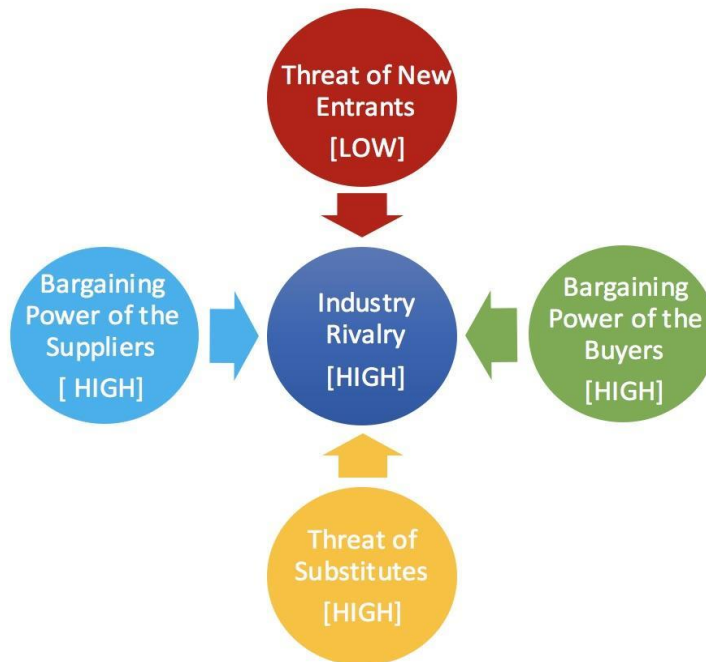 Threat of New
Entrants
[LOW]
Bargaining
Power of the
Suppliers
[ HIGH]
Industry
Rivalry
[HIGH]
Bargaining
Power of the
Buyers
[HIGH]
Threat of
Substitutes
[HIGH]